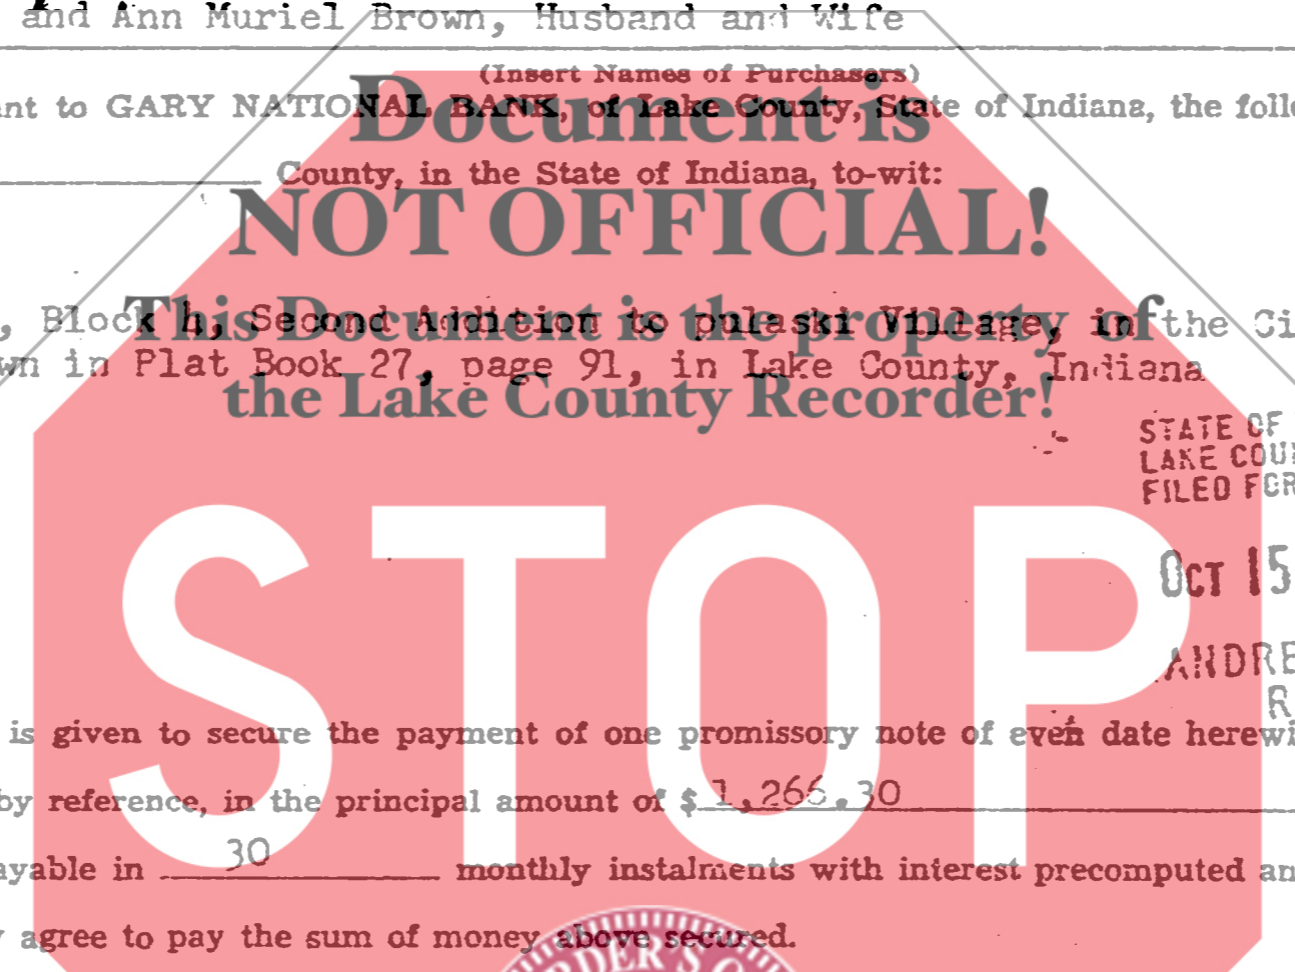 and Ann Muriel Brown, Husband and Wife
(Insert Names of Purchasers)
Document is
nt to GARY NATIONAL BANK, of Lake County, State of Indiana, the foll
County, in the State of Indiana, to-wit:
NOT OFFICIAL!
This Document is the property of
, Block 4, Second Addition to pulaski Village, in the Ci
wn in Plat Book 27, page 91, in Lake County, Indiana
the Lake County Recorder!
STATE OF
LAKE COU
FILED FOR
STOP
OCT 15
ANDRE
R
is given to secure the payment of one promissory note of even date herewi
by reference, in the principal amount of $ 1,266.30
ayable in 30 monthly instalments with interest precomputed an
y agree to pay the sum of money above secured.
RDER'S O